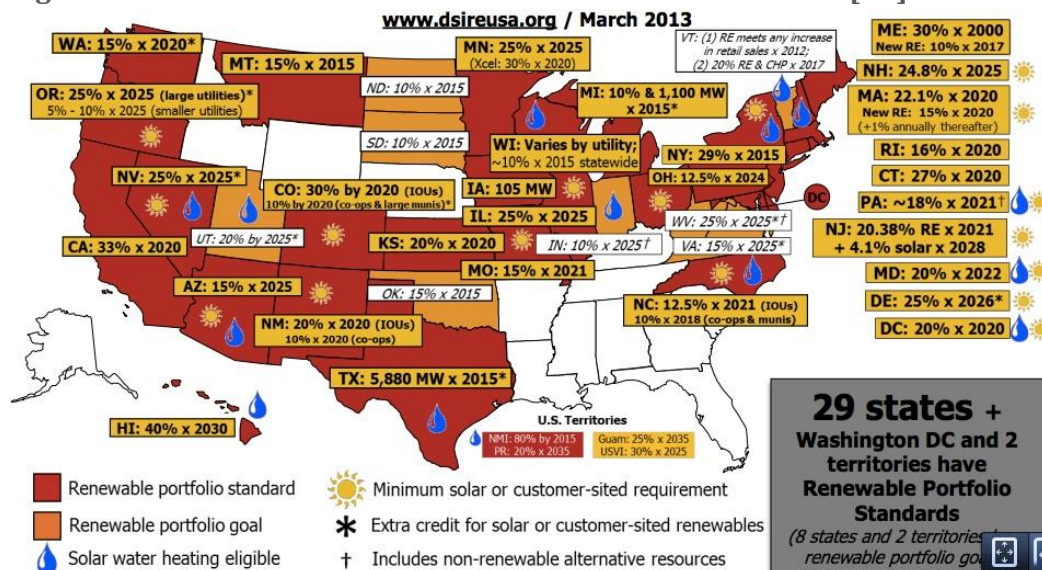 www.dsireusa.org / March 2013
WA: 15% x 2020*
MT: 15% x 2015
MN: 25% x 2025
(Xcel: 30% x 2020)
VT: (1) RE meets any increase
in retail sales x 2012;
(2) 20% RE & CHP x 2017
ME: 30% x 2000
New RE: 10% x 2017
OR: 25% x 2025 (large utilities)*
5% - 10% x 2025 (smaller utilities)
ND: 10% x 2015
MI: 10% & 1,100 MW
x 2015*
NH: 24.8% x 2025
MA: 22.1% x 2020
New RE: 15% x 2020
(+1% annually thereafter)
SD: 10% x 2015
WI: Varies by utility;
~10% x 2015 statewide
NY: 29% x 2015
RI: 16% x 2020
CT: 27% x 2020
NV: 25% x 2025*
CO: 30% by 2020 (IOUs)
10% by 2020 (co-ops & large munis)*
IA: 105 MW
OH: 12.5% x 2024
DC
PA: ~18% x 2021†
IL: 25% x 2025
WV: 25% x 2025*†
NJ: 20.38% RE x 2021
+ 4.1% solar x 2028
CA: 33% x 2020
UT: 20% by 2025*
KS: 20% x 2020
IN: 10% x 2025†
VA: 15% x 2025*
MO: 15% x 2021
MD: 20% x 2022
AZ: 15% x 2025
OK: 15% x 2015
DE: 25% x 2026*
NM: 20% x 2020 (IOUs)
10% x 2020 (co-ops)
NC: 12.5% x 2021 (IOUs)
10% x 2018 (co-ops & munis)
DC: 20% x 2020
TX: 5,880 MW x 2015*
HI: 40% x 2030
U.S. Territories
NMI: 80% by 2015
PR: 20% x 2035
Guam: 25% x 2035
USVI: 30% x 2025
29 states +
Washington DC and 2
territories have
Renewable Portfolio
Standards
(8 states and 2 territories
renewable portfolio
Renewable portfolio standard
Minimum solar or customer-sited requirement
Renewable portfolio goal
* Extra credit for solar or customer-sited renewables
Solar water heating eligible
† Includes non-renewable alternative resources